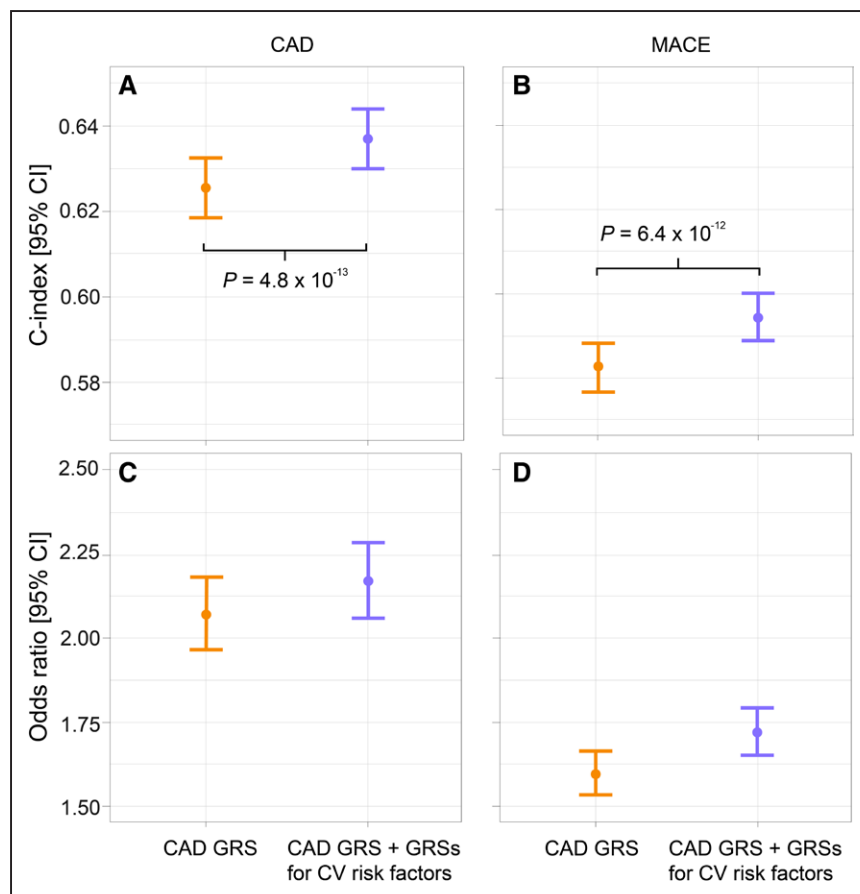 CAD
MACE
A
B
C-index [95% CI]
0.64
0.62
0.60
0.58
P = 4.8 x 10⁻¹³
P = 6.4 x 10⁻¹²
C
D
Odds ratio [95% CI]
2.50
2.25
2.00
1.75
1.50
CAD GRS
CAD GRS + GRSs
for CV risk factors
CAD GRS
CAD GRS + GRSs
for CV risk factors